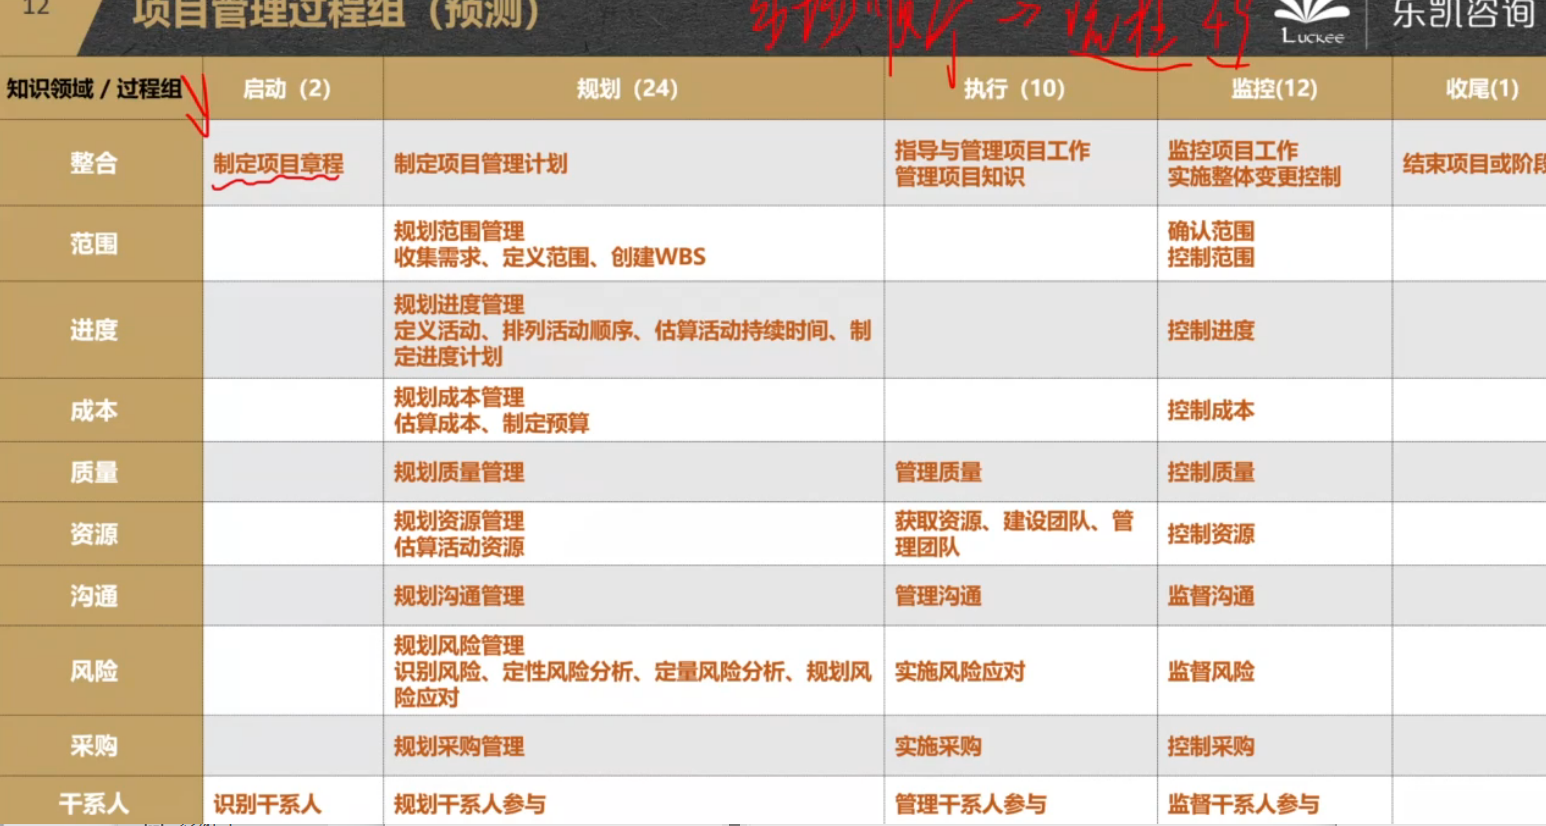 12
项目管理过程组（预测）
Luckee
乐凯咨询
知识领域 / 过程组
启动（2)
规划（24)
执行（10)
监控(12)
收尾(1)
整合
制定项目章程
制定项目管理计划
指导与管理项目工作
管理项目知识
监控项目工作
实施整体变更控制
结束项目或阶段
范围
规划范围管理
收集需求、定义范围、创建WBS
确认范围
控制范围
进度
规划进度管理
定义活动、排列活动顺序、估算活动持续时间、制
定进度计划
控制进度
成本
规划成本管理
估算成本、制定预算
控制成本
质量
规划质量管理
管理质量
控制质量
资源
规划资源管理
估算活动资源
获取资源、建设团队、管
理团队
控制资源
沟通
规划沟通管理
管理沟通
监督沟通
风险
规划风险管理
识别风险、定性风险分析、定量风险分析、规划风
险应对
实施风险应对
监督风险
采购
规划采购管理
实施采购
控制采购
干系人
识别干系人
规划干系人参与
管理干系人参与
监督干系人参与